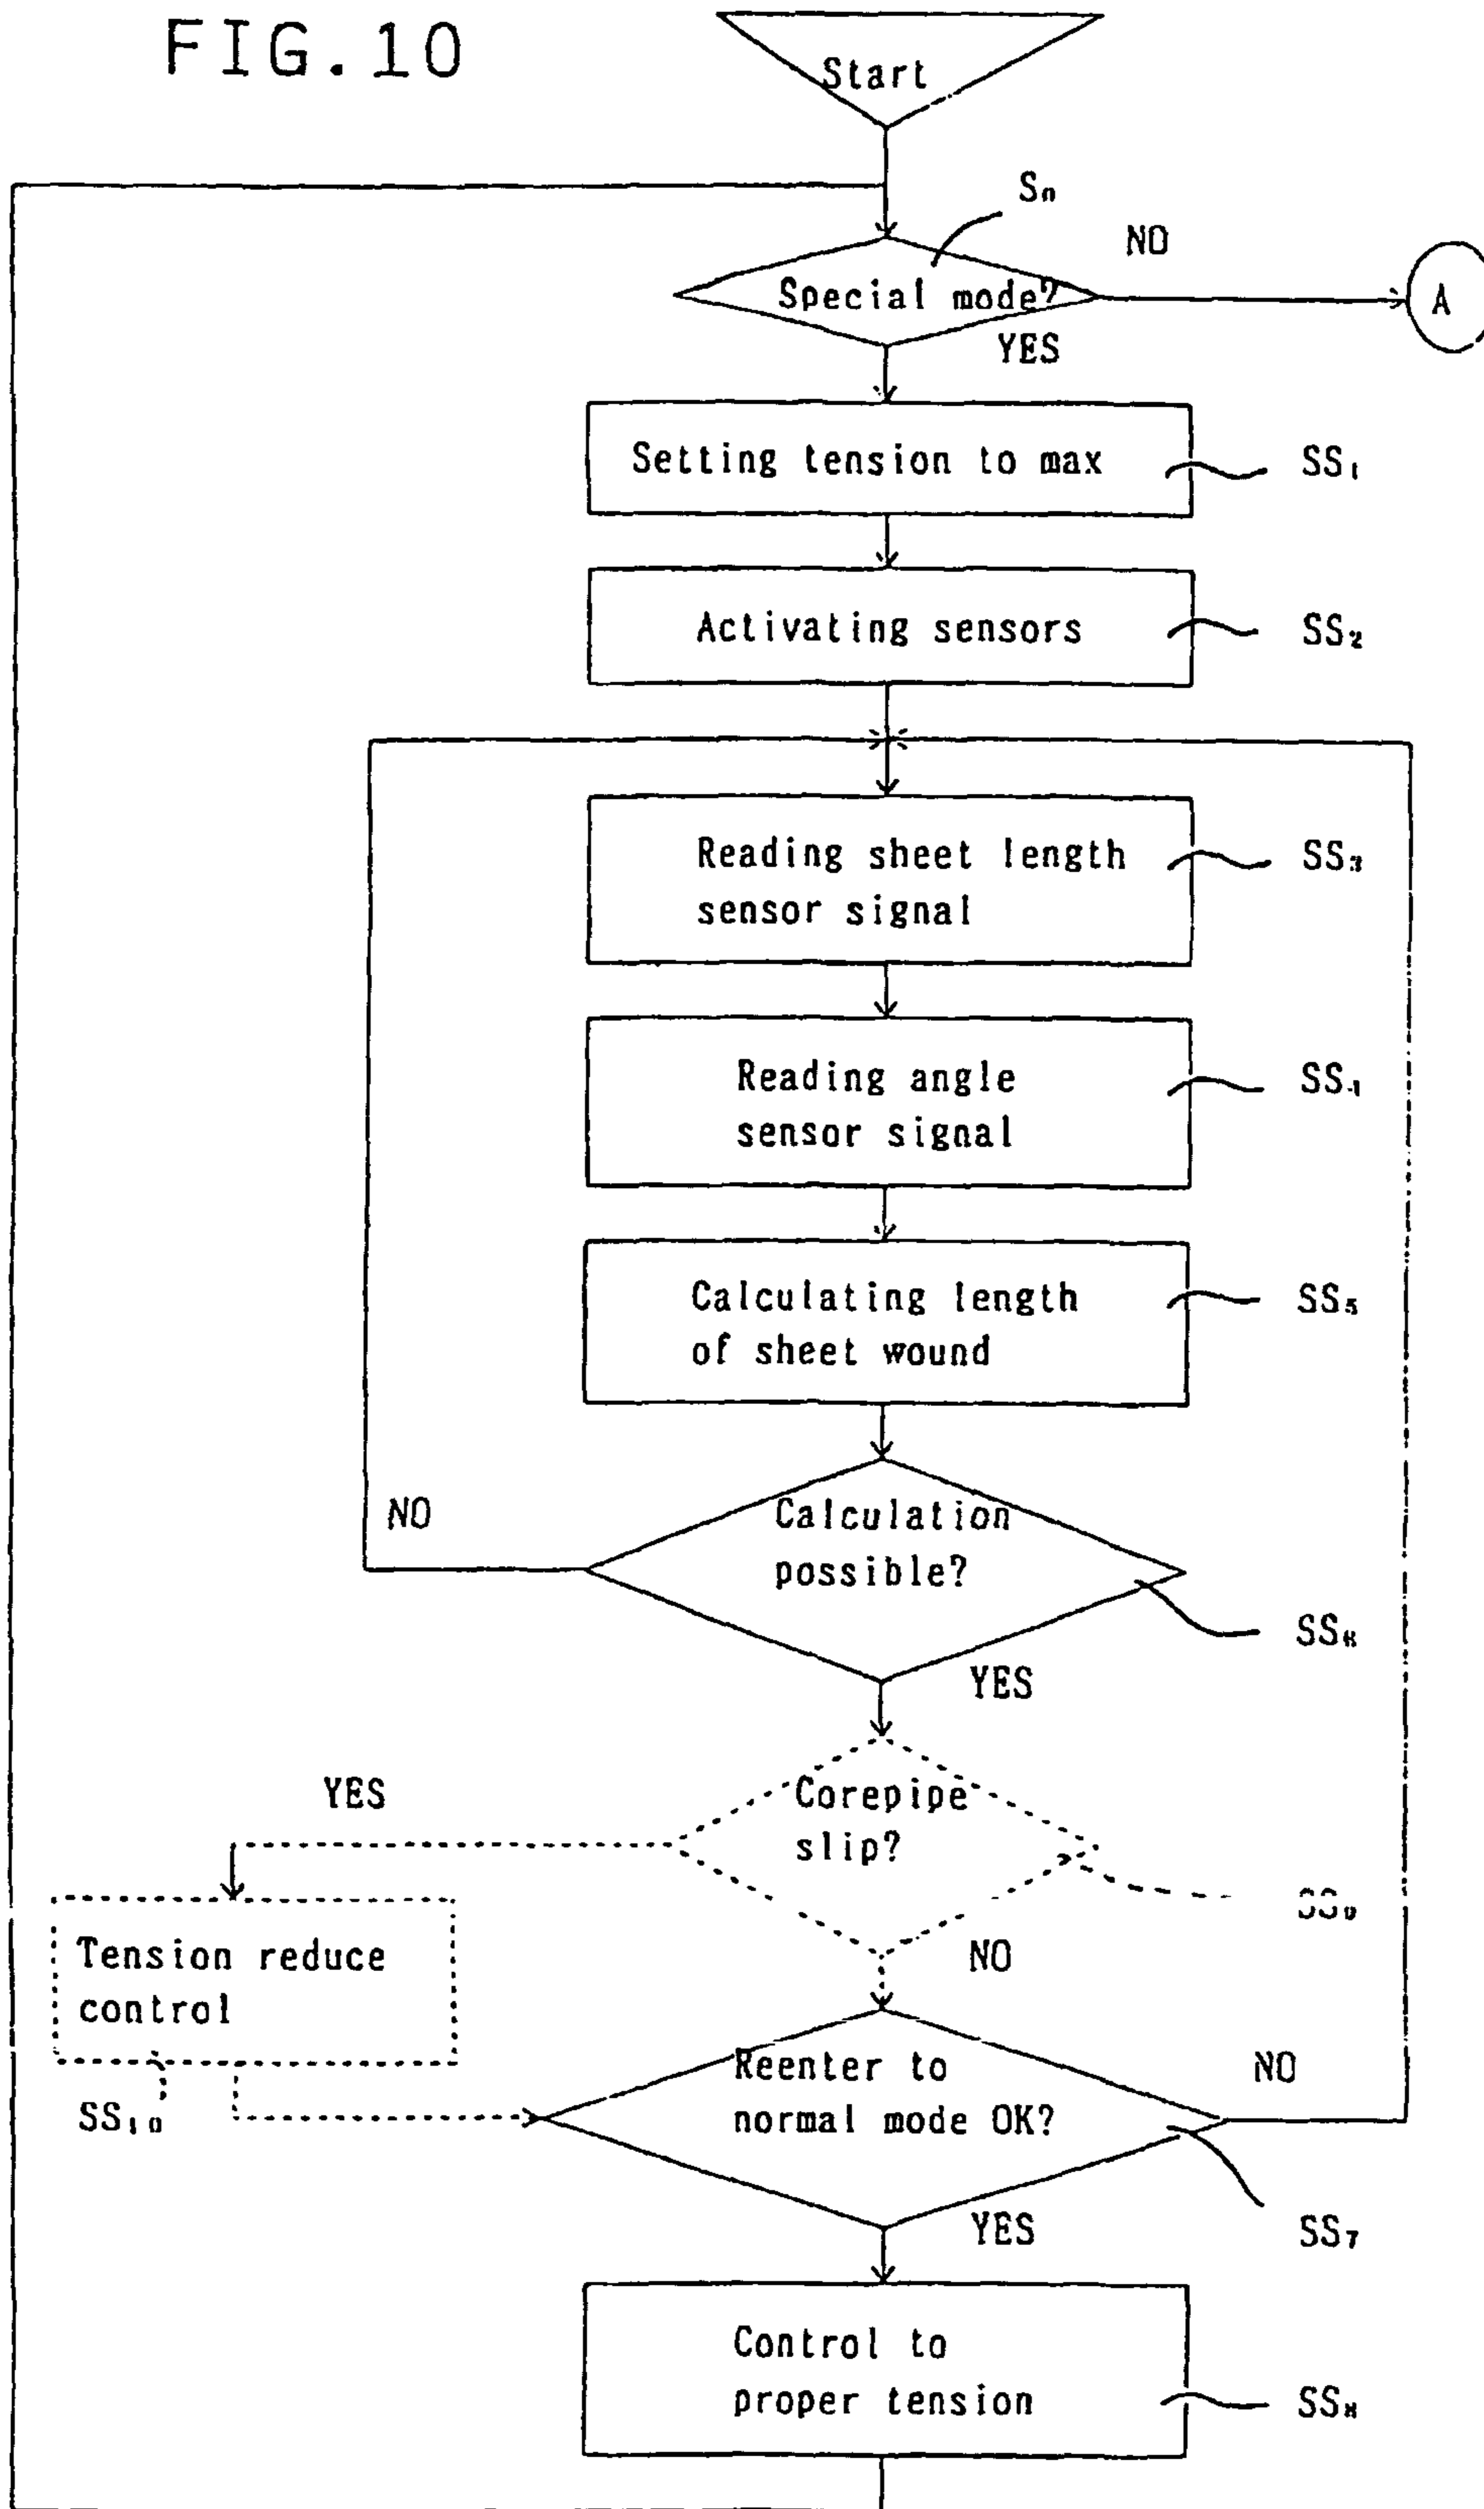 FIG.10
Start
Sn
NO
Special mode?
A
YES
Setting tension to max
SS₁
Activating sensors
SS₂
Reading sheet length
sensor signal
SS₃
Reading angle
sensor signal
SS₄
Calculating length
of sheet wound
SS₅
NO
Calculation
possible?
SS₆
YES
YES
Corepipe
slip?
NO
Tension reduce
control
SS₁₀
Reenter to
normal mode OK?
NO
SS₇
YES
Control to
proper tension
SS₈